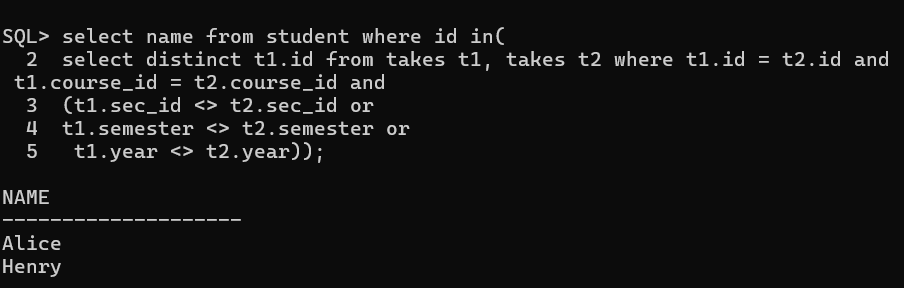 SQL> select name from student where id in(
  2  select distinct t1.id from takes t1, takes t2 where t1.id = t2.id and
 t1.course_id = t2.course_id and
  3  (t1.sec_id <> t2.sec_id or
  4  t1.semester <> t2.semester or
  5   t1.year <> t2.year));
NAME
--------------------
Alice
Henry